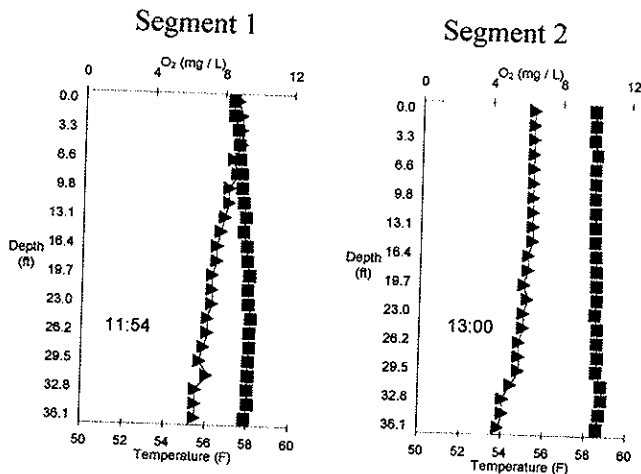 Segment 1
O₂ (mg / L)
0 4 8 12
0.0
3.3
6.6
9.8
13.1
16.4
Depth
(ft)
19.7
23.0
26.2
29.5
32.8
36.1
11:54
50 52 54 56 58 60
Temperature (F)
Segment 2
O₂ (mg / L)
0 4 8 12
0.0
3.3
6.6
9.8
13.1
16.4
Depth
(ft)
19.7
23.0
26.2
29.5
32.8
36.1
13:00
50 52 54 56 58 60
Temperature (F)